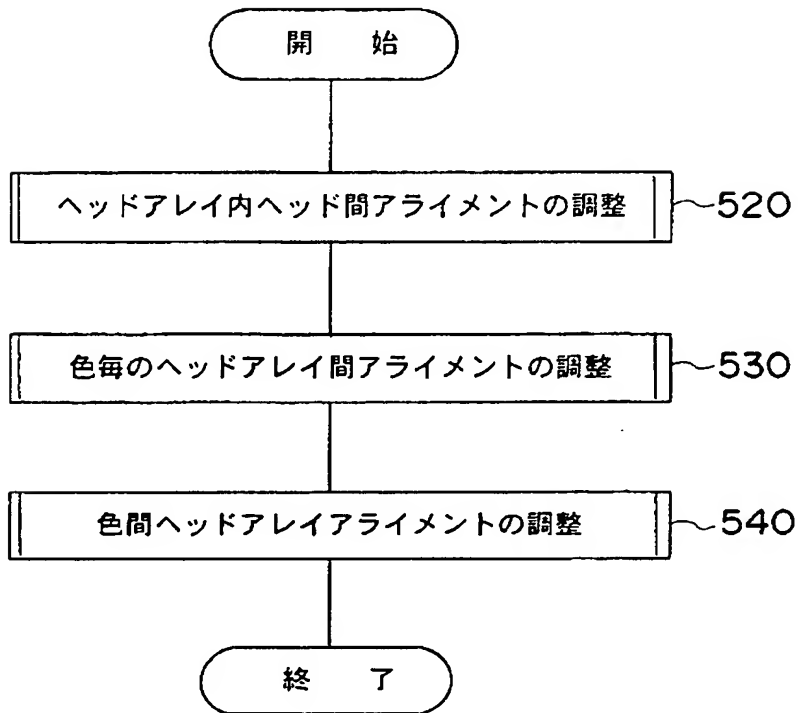 開 始
ヘッドアレイ内ヘッド間アライメントの調整 520
色毎のヘッドアレイ間アライメントの調整 530
色間ヘッドアレイアライメントの調整 540
終 了